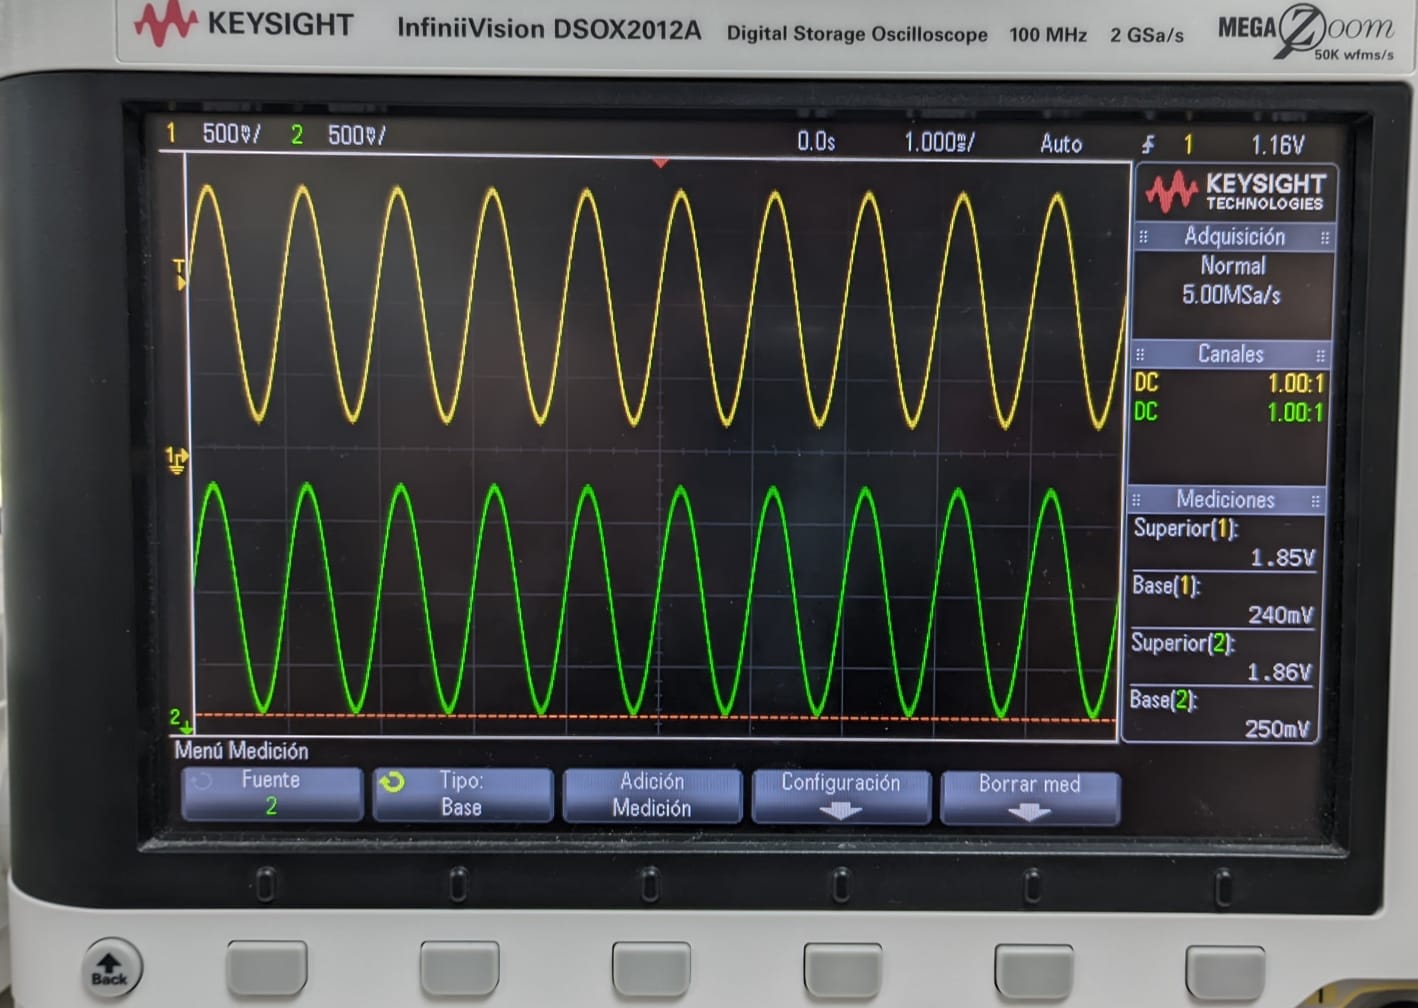 KEYSIGHT InfiniiVision DSOX2012A Digital Storage Oscilloscope 100 MHz 2 GSa/s MEGA Zoom
50K wfms/s
1 500mV/ 2 500mV/ 0.0s 1.000ms/ Auto 1 1.16V
KEYSIGHT
TECHNOLOGIES
Adquisición
Normal
5.00MSa/s
Canales
DC 1.00:1
DC 1.00:1
Mediciones
Superior(1):
1.85V
Base(1):
240mV
Superior(2):
1.86V
Base(2):
250mV
T
1
2
Menú Medición
Fuente
2
Tipo:
Base
Adición
Medición
Configuración
Borrar med
Back